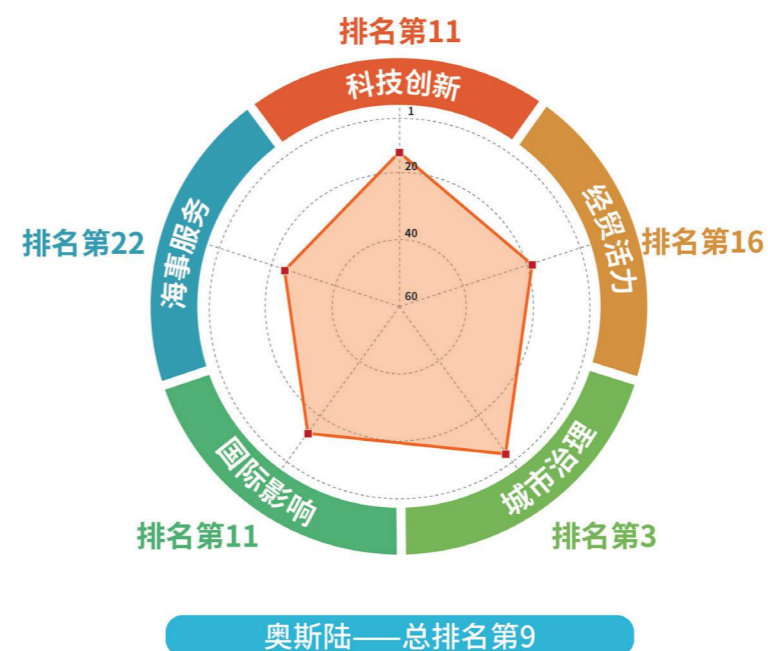 排名第11
科技创新
1
20
40
60
海事服务
经贸活力
排名第22
排名第16
国际影响
城市治理
排名第11
排名第3
奥斯陆——总排名第9